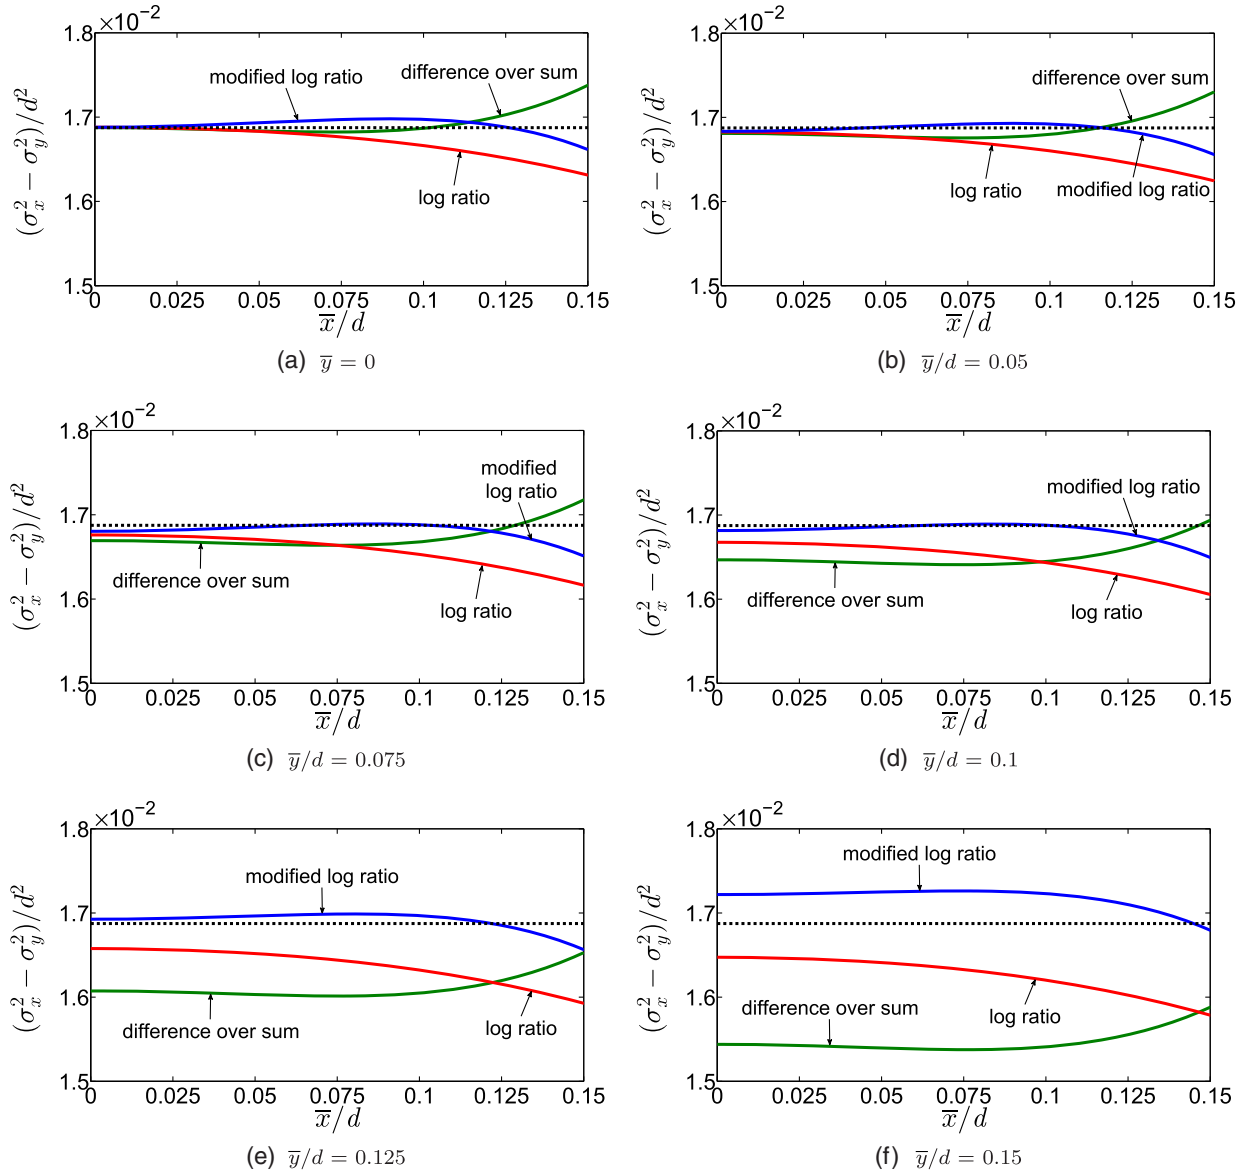 ×10⁻²
1.8
1.7
1.6
1.5
(σ²ₓ − σ²ᵧ)/d²
modified log ratio
difference over sum
log ratio
0 0.025 0.05 0.075 0.1 0.125 0.15
x̅/d
(a) y̅ = 0
×10⁻²
1.8
1.7
1.6
1.5
(σ²ₓ − σ²ᵧ)/d²
difference over sum
log ratio
modified log ratio
0 0.025 0.05 0.075 0.1 0.125 0.15
x̅/d
(b) y̅/d = 0.05
×10⁻²
1.8
1.7
1.6
1.5
(σ²ₓ − σ²ᵧ)/d²
modified
log ratio
difference over sum
log ratio
0 0.025 0.05 0.075 0.1 0.125 0.15
x̅/d
(c) y̅/d = 0.075
×10⁻²
1.8
1.7
1.6
1.5
(σ²ₓ − σ²ᵧ)/d²
modified log ratio
difference over sum
log ratio
0 0.025 0.05 0.075 0.1 0.125 0.15
x̅/d
(d) y̅/d = 0.1
×10⁻²
1.8
1.7
1.6
1.5
(σ²ₓ − σ²ᵧ)/d²
modified log ratio
difference over sum
log ratio
0 0.025 0.05 0.075 0.1 0.125 0.15
x̅/d
(e) y̅/d = 0.125
×10⁻²
1.8
1.7
1.6
1.5
(σ²ₓ − σ²ᵧ)/d²
modified log ratio
difference over sum
log ratio
0 0.025 0.05 0.075 0.1 0.125 0.15
x̅/d
(f) y̅/d = 0.15